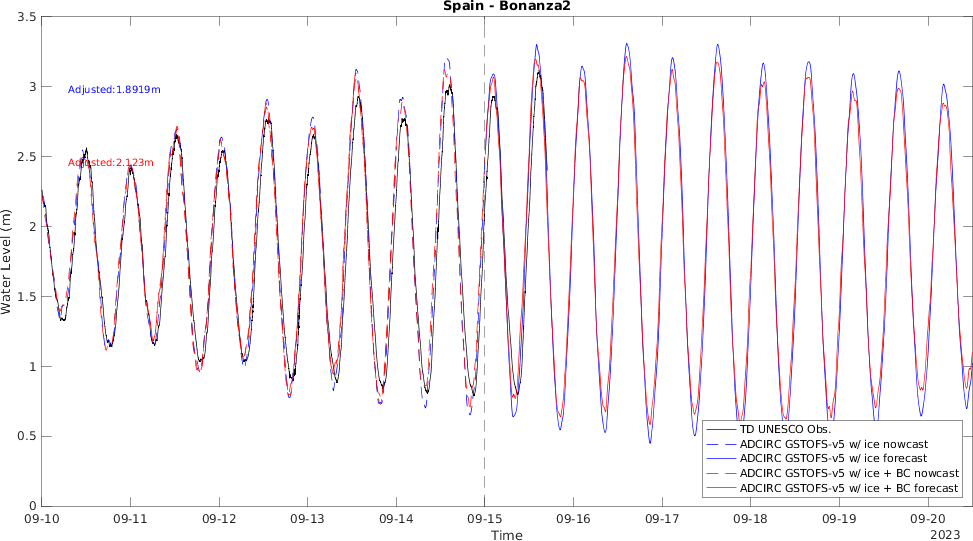 Spain - Bonanza2
3.5
3
2.5
2
1.5
1
0.5
0
Water Level (m)
Adjusted:1.8919m
Adjusted:2.123m
TD UNESCO Obs.
ADCIRC GSTOFS-v5 w/ ice nowcast
ADCIRC GSTOFS-v5 w/ ice forecast
ADCIRC GSTOFS-v5 w/ ice + BC nowcast
ADCIRC GSTOFS-v5 w/ ice + BC forecast
09-10 09-11 09-12 09-13 09-14 09-15 09-16 09-17 09-18 09-19 09-20
Time
2023